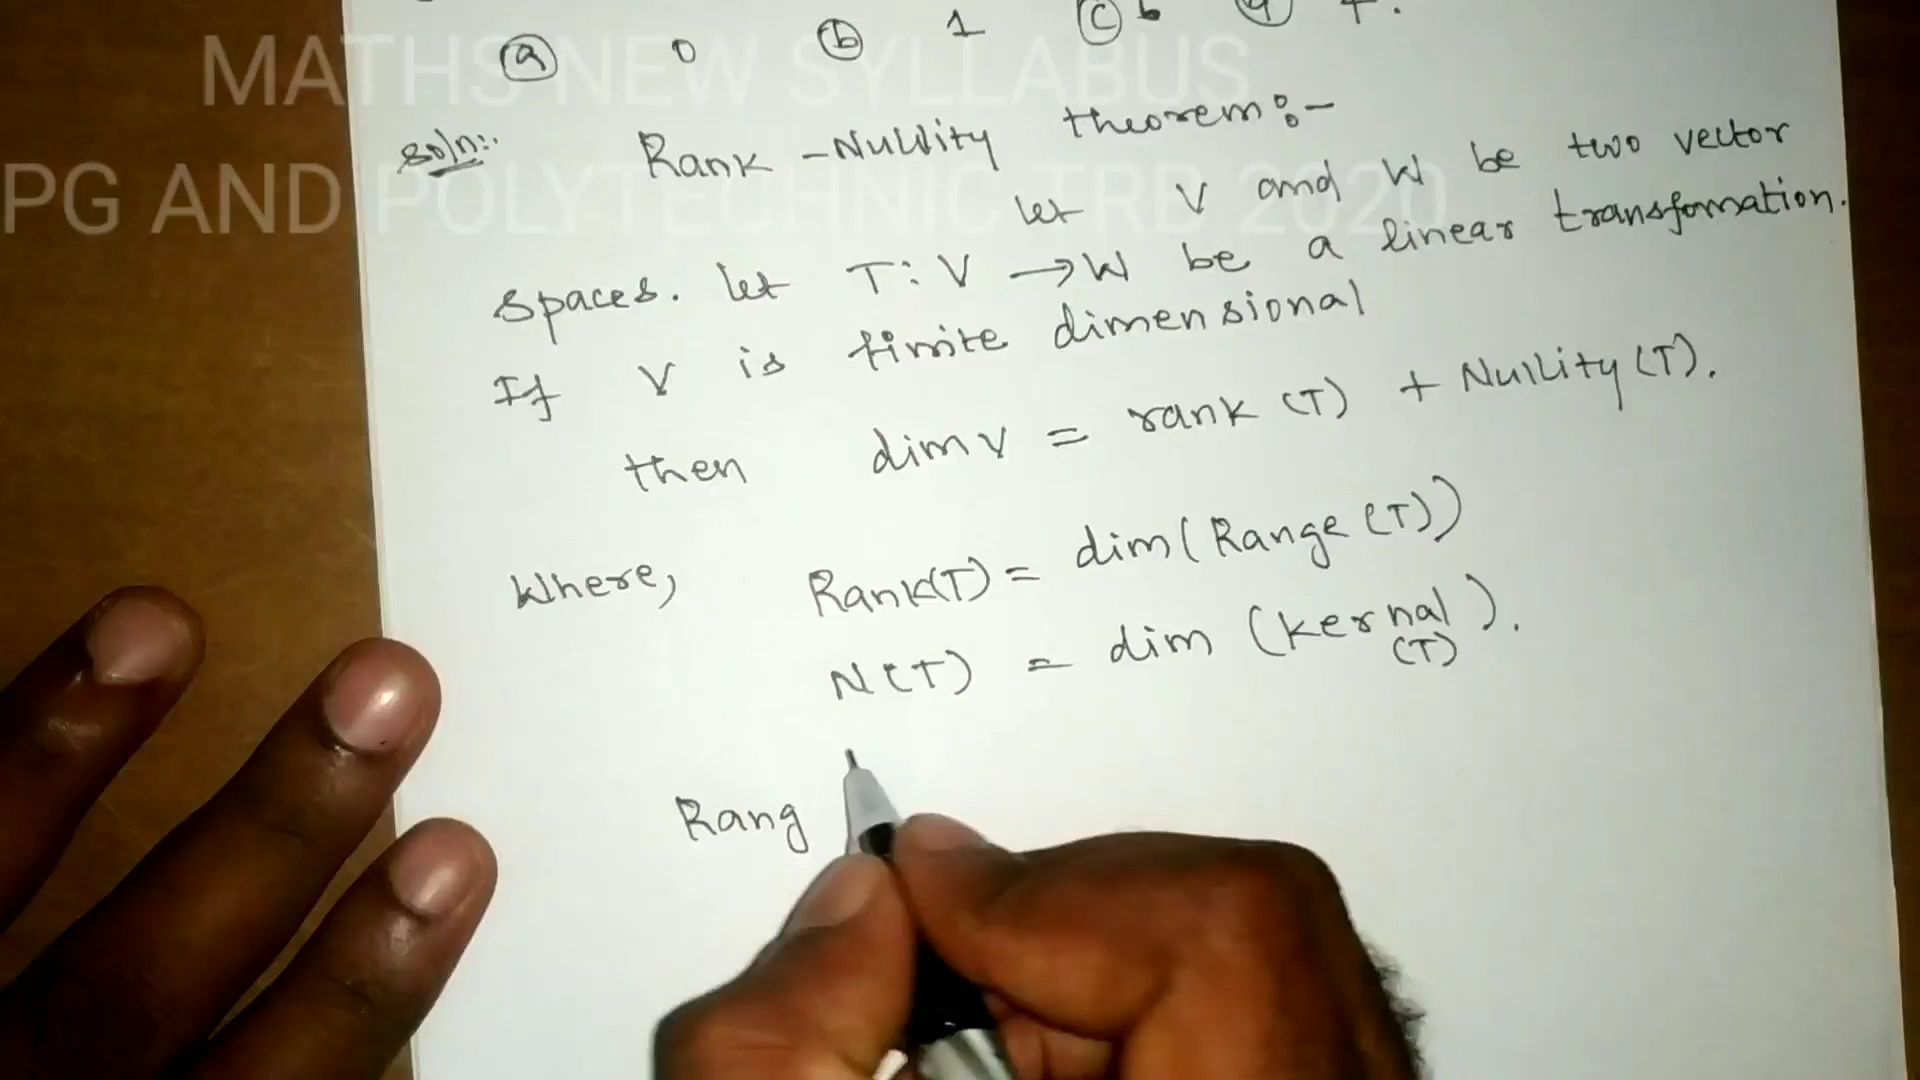 ⓐ 0 ⓑ 1 ⓒ 6
MATHS NEW SYLLABUS
Soln:. Rank - Nullity theorem:-
PG AND POLYTECHNIC TRB 2020
let V and W be two vector
spaces. let T: V → W be a linear transformation.
If V is finite dimensional
then dim V = rank (T) + Nullity (T).
Where, Rank(T) = dim (Range (T))
N(T) = dim (kernal (T)).
Rang